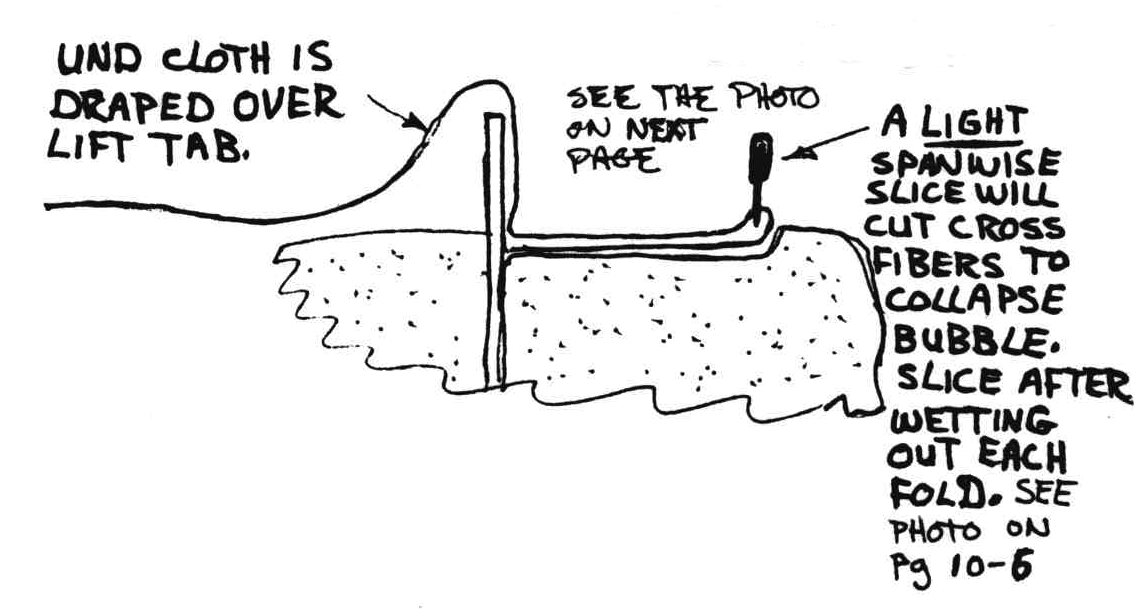 UND CLOTH IS
DRAPED OVER
LIFT TAB.
SEE THE PHOTO
ON NEXT
PAGE
A LIGHT
SPANWISE
SLICE WILL
CUT CROSS
FIBERS TO
COLLAPSE
BUBBLE.
SLICE AFTER
WETTING
OUT EACH
FOLD. SEE
PHOTO ON
Pg 10-6